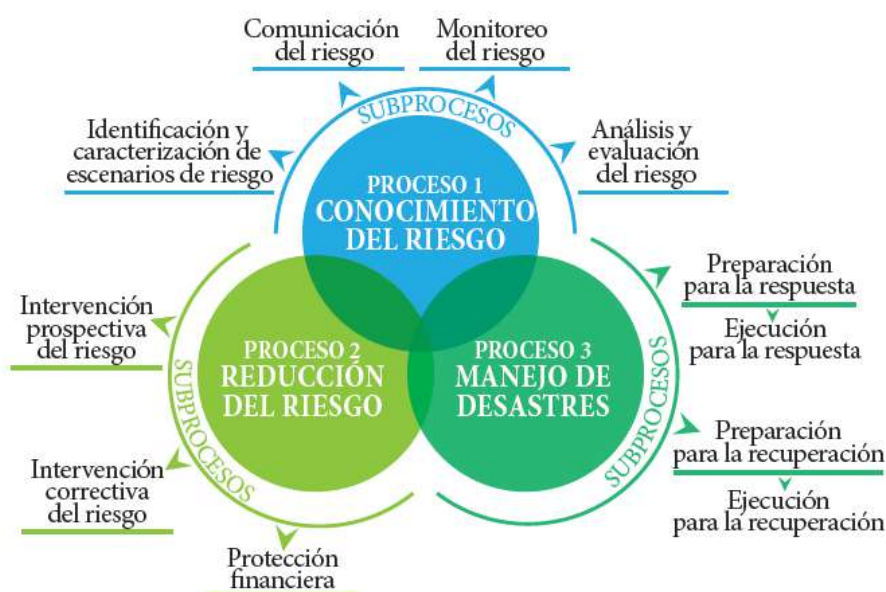 Comunicación
del riesgo
Monitoreo
del riesgo
SUBPROCESOS
Identificación y
caracterización de
escenarios de riesgo
Análisis y
evaluación
del riesgo
PROCESO 1
CONOCIMIENTO
DEL RIESGO
Intervención
prospectiva
del riesgo
Intervención
correctiva
del riesgo
Protección
financiera
SUBPROCESOS
PROCESO 2
REDUCCIÓN
DEL RIESGO
PROCESO 3
MANEJO DE
DESASTRES
SUBPROCESOS
Preparación
para la respuesta
Ejecución
para la respuesta
Preparación
para la recuperación
Ejecución
para la recuperación